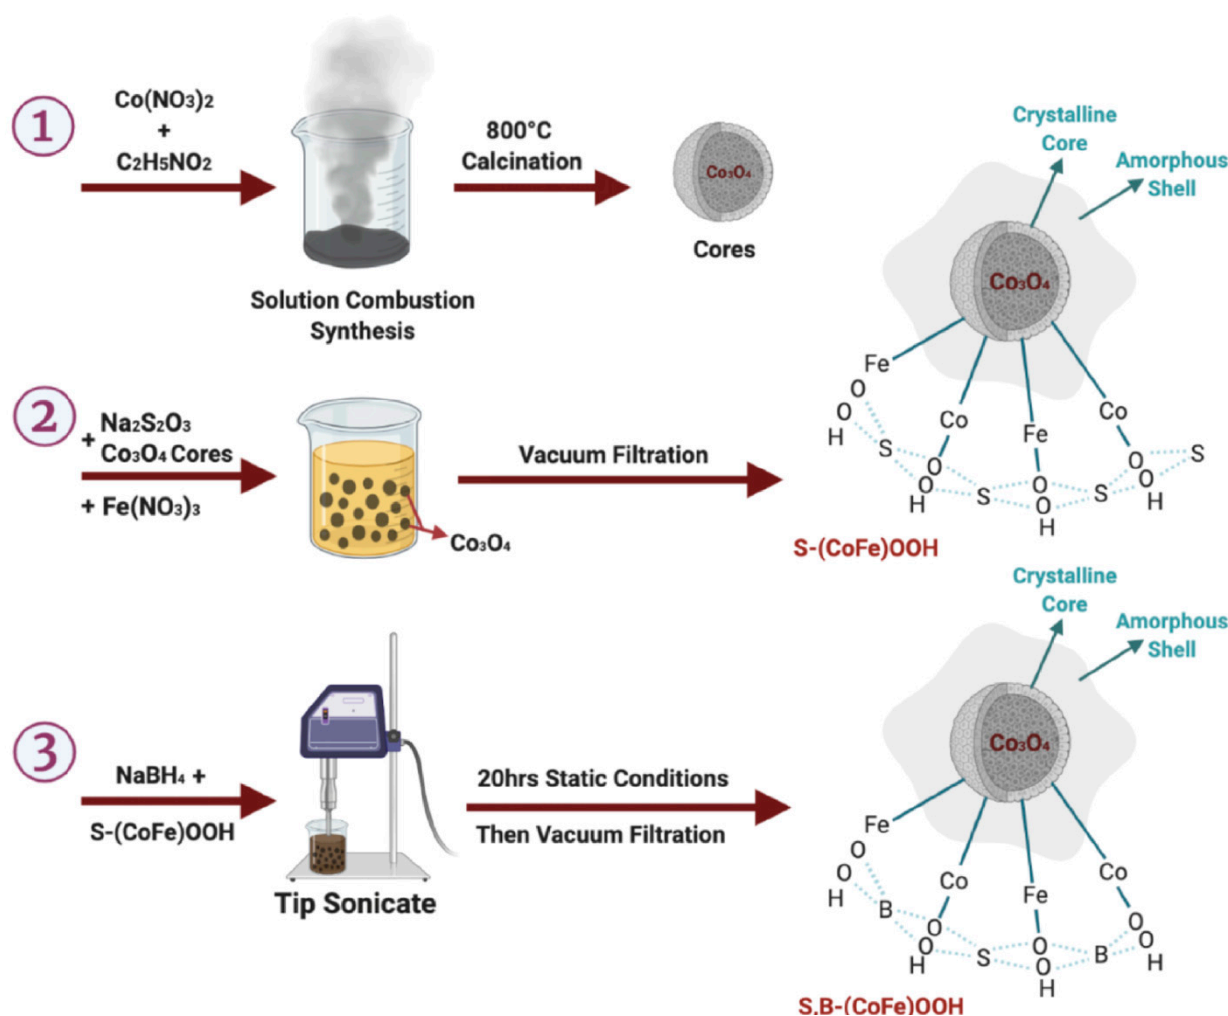 1
Co(NO₃)₂
+
C₂H₅NO₂
Solution Combustion
Synthesis
800°C
Calcination
Co₃O₄
Cores
2
+ Na₂S₂O₃
Co₃O₄ Cores
+ Fe(NO₃)₃
Co₃O₄
Vacuum Filtration
Crystalline
Core
Amorphous
Shell
Co₃O₄
Fe
O
O
H
S
Co
O
O
H
S
Fe
O
O
H
S
Co
O
O
H
S
S-(CoFe)OOH
3
NaBH₄ +
S-(CoFe)OOH
Tip Sonicate
20hrs Static Conditions
Then Vacuum Filtration
Crystalline
Core
Amorphous
Shell
Co₃O₄
Fe
O
O
H
B
Co
O
O
H
S
Fe
O
O
H
B
Co
O
O
H
S,B-(CoFe)OOH